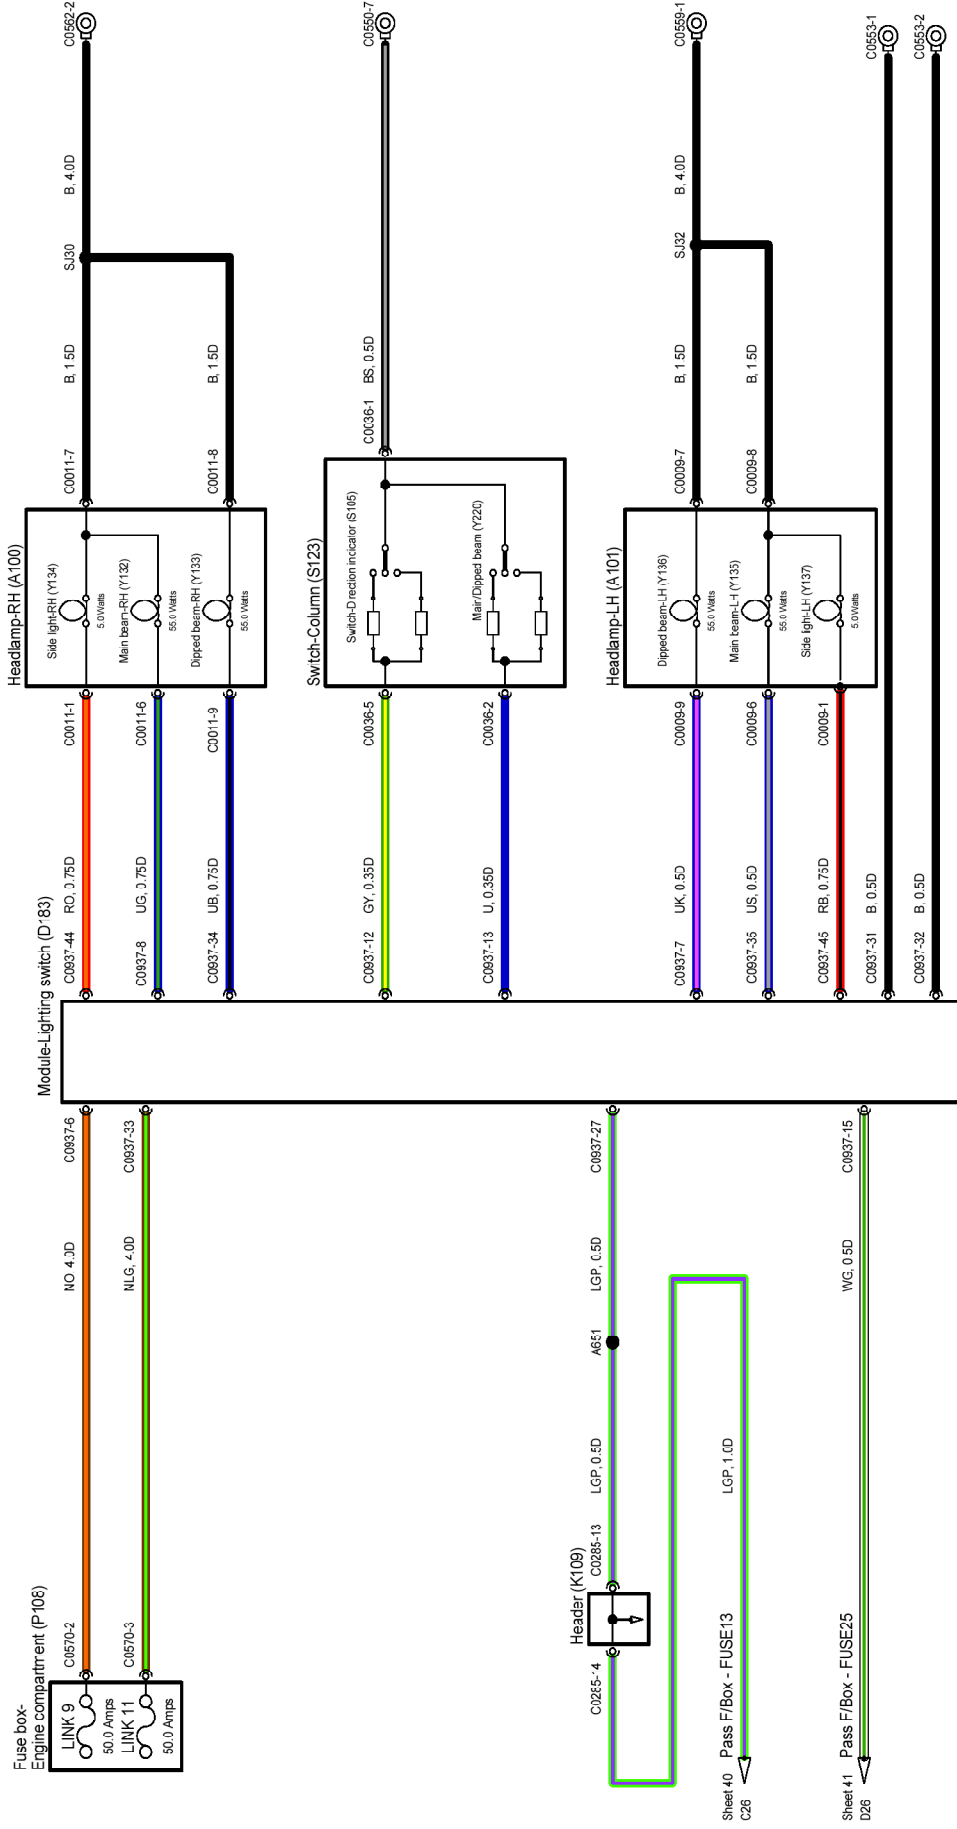 C0562-2
B, 4.0D
SJ30
B, 1.5D
B, 1.5D
C0011-7
C0011-8
Headlamp-RH (A100)
Side light-RH (Y134)
5.0 Watts
Main beam-RH (Y132)
55.0 Watts
Dipped beam-RH (Y133)
55.0 Watts
C0011-1
C0011-6
C0011-9
RO, 0.75D
UG, 0.75D
UB, 0.75D
C0937-44
C0937-8
C0937-34
C0550-7
BS, 0.5D
C0036-1
Switch-Column (S123)
Switch-Direction indicator (S105)
Main/Dipped beam (Y220)
C0036-5
C0036-2
GY, 0.35D
U, 0.35D
C0937-12
C0937-13
C0559-1
B, 4.0D
SJ32
B, 1.5D
B, 1.5D
C0009-7
C0009-8
Headlamp-LH (A101)
Dipped beam-LH (Y136)
55.0 Watts
Main beam-LH (Y135)
55.0 Watts
Side light-LH (Y137)
5.0 Watts
C0009-9
C0009-6
C0009-1
UK, 0.5D
US, 0.5D
RB, 0.75D
C0937-7
C0937-35
C0937-45
C0553-1
C0553-2
B, 0.5D
B, 0.5D
C0937-31
C0937-32
Module-Lighting switch (D183)
C0937-6
C0937-33
NO, 4.0D
NLG, 4.0D
C0570-2
C0570-3
Fuse box-
Engine compartment (P108)
LINK 9
50.0 Amps
LINK 11
50.0 Amps
C0937-27
LGP, 0.5D
A651
LGP, 0.5D
C0285-13
Header (K109)
C0285-14
LGP, 1.0D
Pass F/Box - FUSE13
Sheet 40
C26
C0937-15
WG, 0.5D
Pass F/Box - FUSE25
Sheet 41
D26